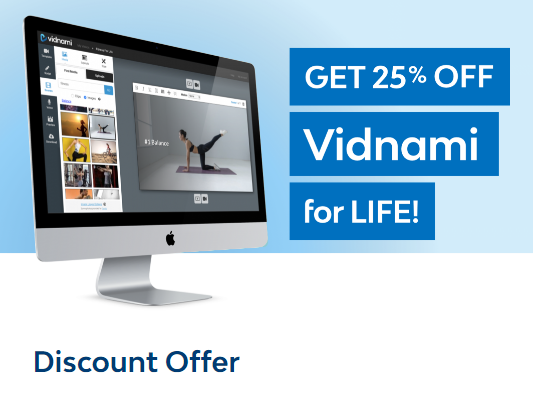 vidnami
GET 25% OFF
Vidnami
for LIFE!
#1 Balance
Discount Offer